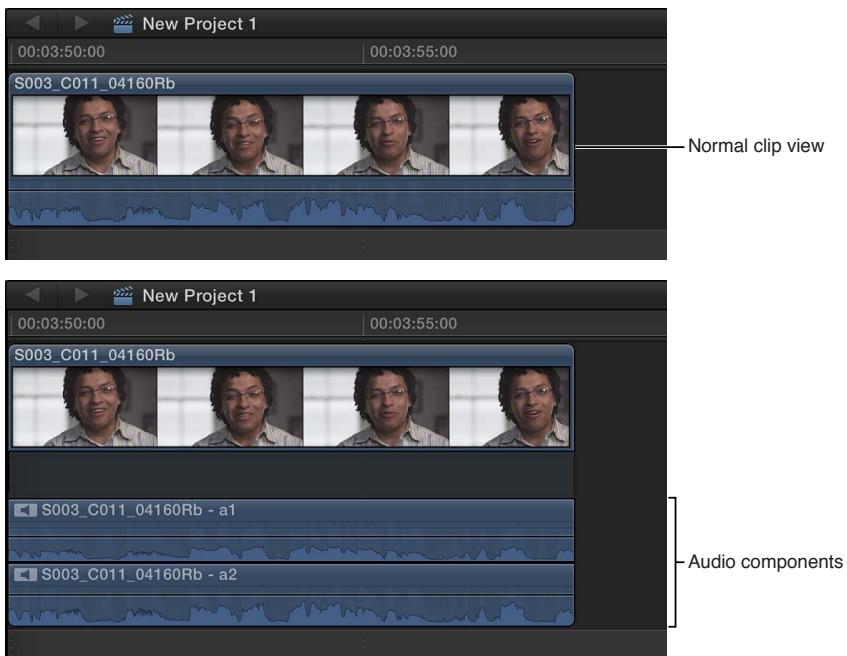 New Project 1
00:03:50:00 00:03:55:00
S003_C011_04160Rb
Normal clip view
New Project 1
00:03:50:00 00:03:55:00
S003_C011_04160Rb
S003_C011_04160Rb - a1
Audio components
S003_C011_04160Rb - a2